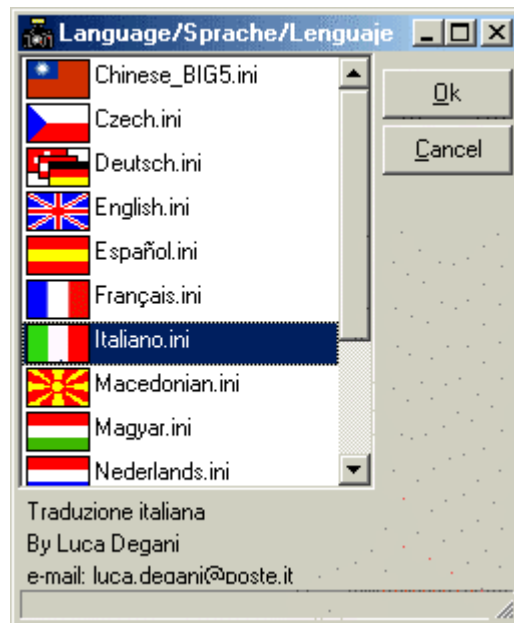 Language/Sprache/Lenguaje
Chinese_BIG5.ini
Czech.ini
Deutsch.ini
English.ini
Español.ini
Français.ini
Italiano.ini
Macedonian.ini
Magyar.ini
Nederlands.ini
Ok
Cancel
Traduzione italiana
By Luca Degani
e-mail: luca.degani@poste.it